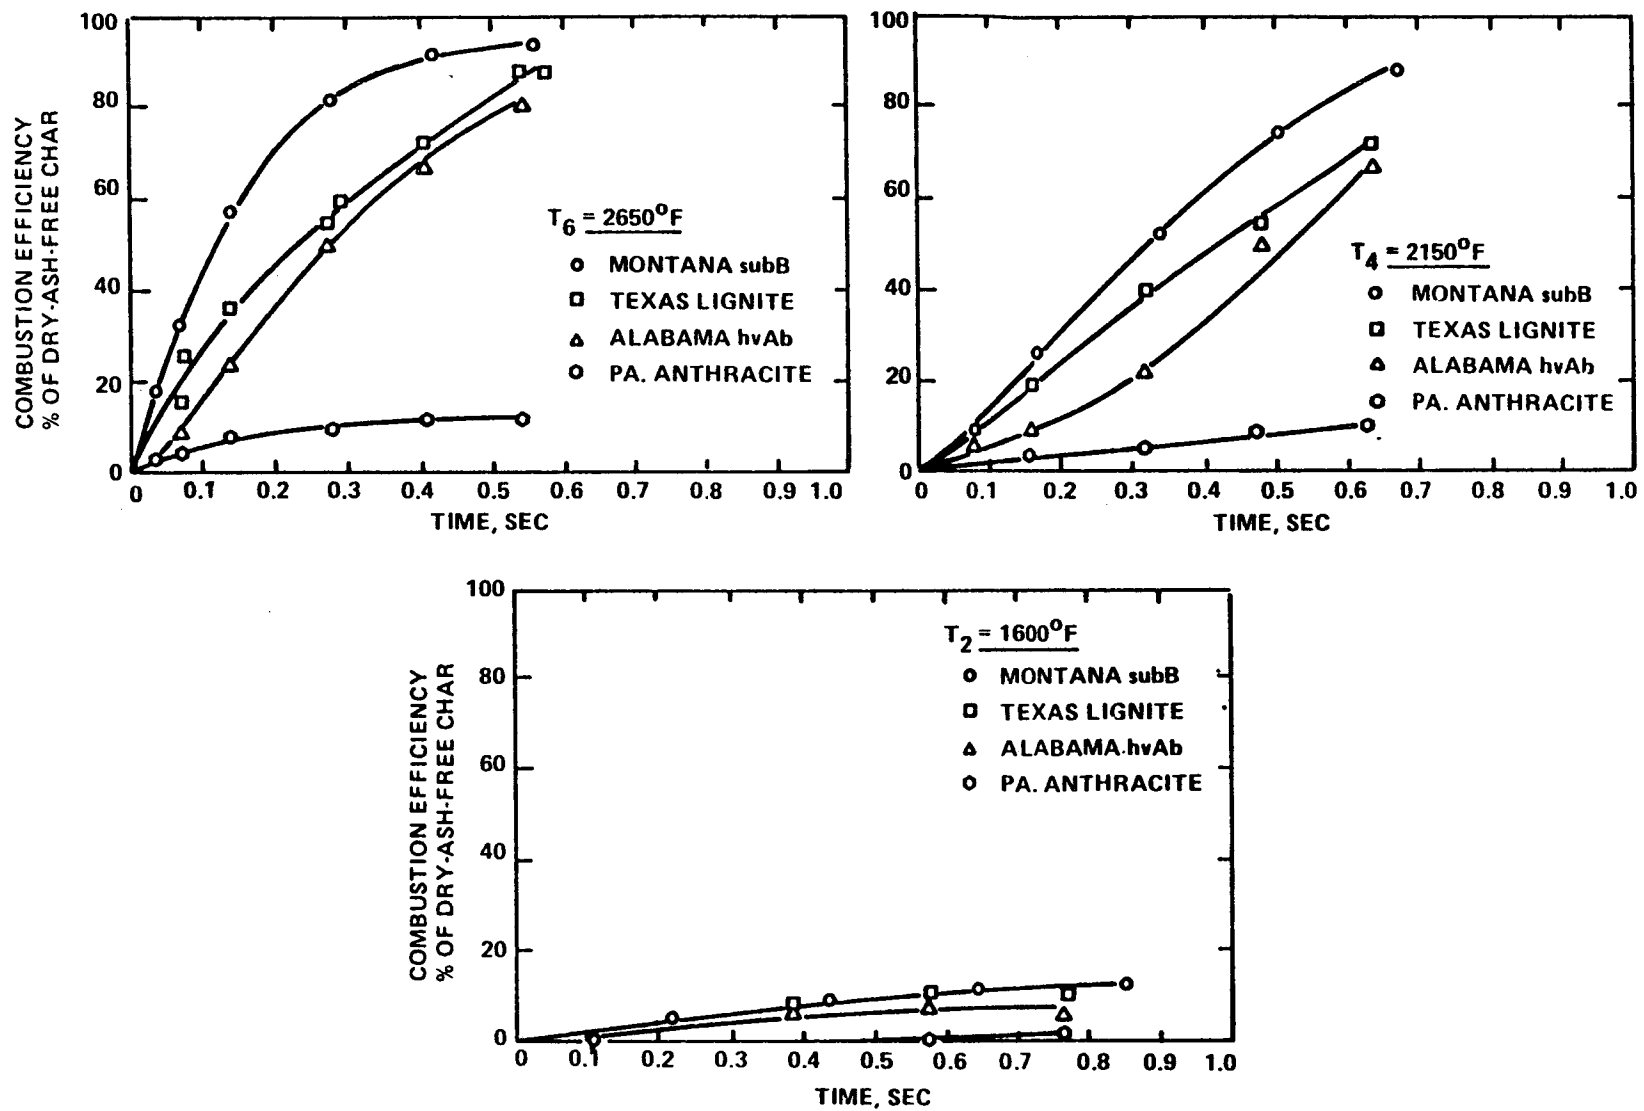 COMBUSTION EFFICIENCY
% OF DRY-ASH-FREE CHAR
100
80
60
40
20
0
0 0.1 0.2 0.3 0.4 0.5 0.6 0.7 0.8 0.9 1.0
TIME, SEC
T6 = 2650°F
MONTANA subB
TEXAS LIGNITE
ALABAMA hvAb
PA. ANTHRACITE
100
80
60
40
20
0
0 0.1 0.2 0.3 0.4 0.5 0.6 0.7 0.8 0.9 1.0
TIME, SEC
T4 = 2150°F
MONTANA subB
TEXAS LIGNITE
ALABAMA hvAb
PA. ANTHRACITE
COMBUSTION EFFICIENCY
% OF DRY-ASH-FREE CHAR
100
80
60
40
20
0
0 0.1 0.2 0.3 0.4 0.5 0.6 0.7 0.8 0.9 1.0
TIME, SEC
T2 = 1600°F
MONTANA subB
TEXAS LIGNITE
ALABAMA hvAb
PA. ANTHRACITE